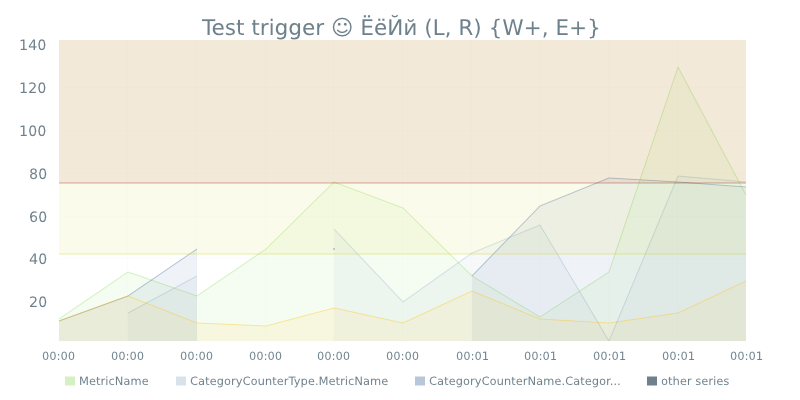 Test trigger ☺ ЁёЙй (L, R) {W+, E+}
140
120
100
80
60
40
20
00:00 00:00 00:00 00:00 00:00 00:00 00:01 00:01 00:01 00:01 00:01
MetricName CategoryCounterType.MetricName CategoryCounterName.Categor... other series